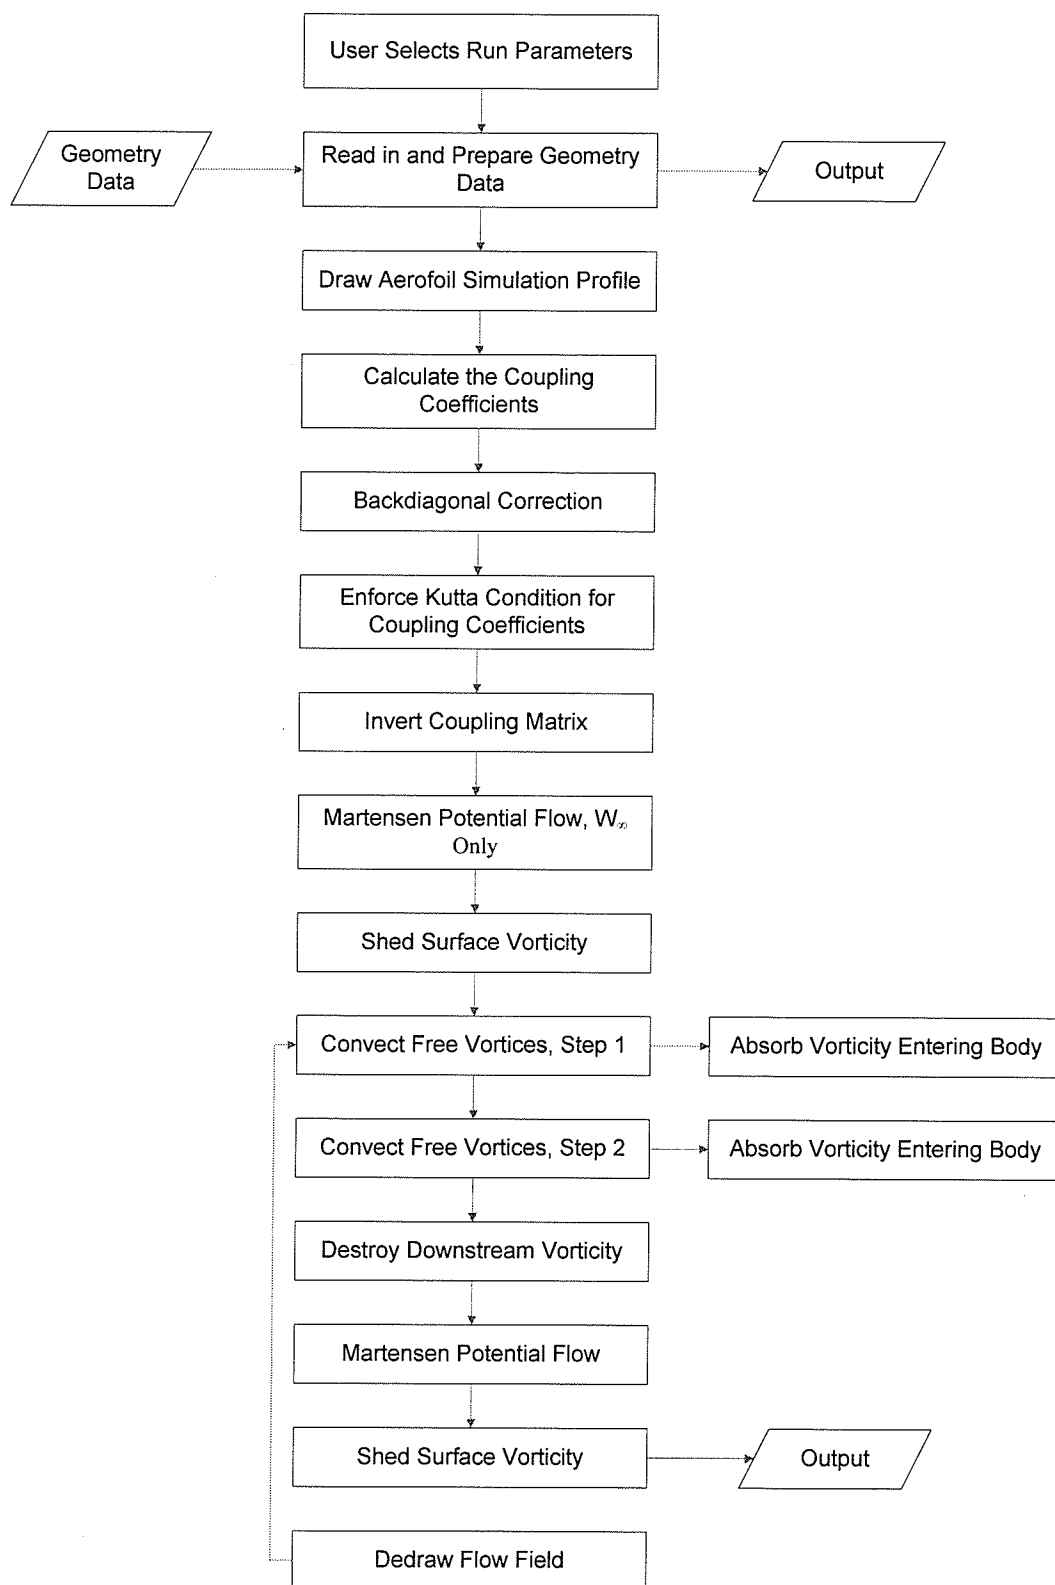 User Selects Run Parameters
Geometry
Data
Read in and Prepare Geometry
Data
Output
Draw Aerofoil Simulation Profile
Calculate the Coupling
Coefficients
Backdiagonal Correction
Enforce Kutta Condition for
Coupling Coefficients
Invert Coupling Matrix
Martensen Potential Flow, W∞
Only
Shed Surface Vorticity
Convect Free Vortices, Step 1
Absorb Vorticity Entering Body
Convect Free Vortices, Step 2
Absorb Vorticity Entering Body
Destroy Downstream Vorticity
Martensen Potential Flow
Shed Surface Vorticity
Output
Dedraw Flow Field